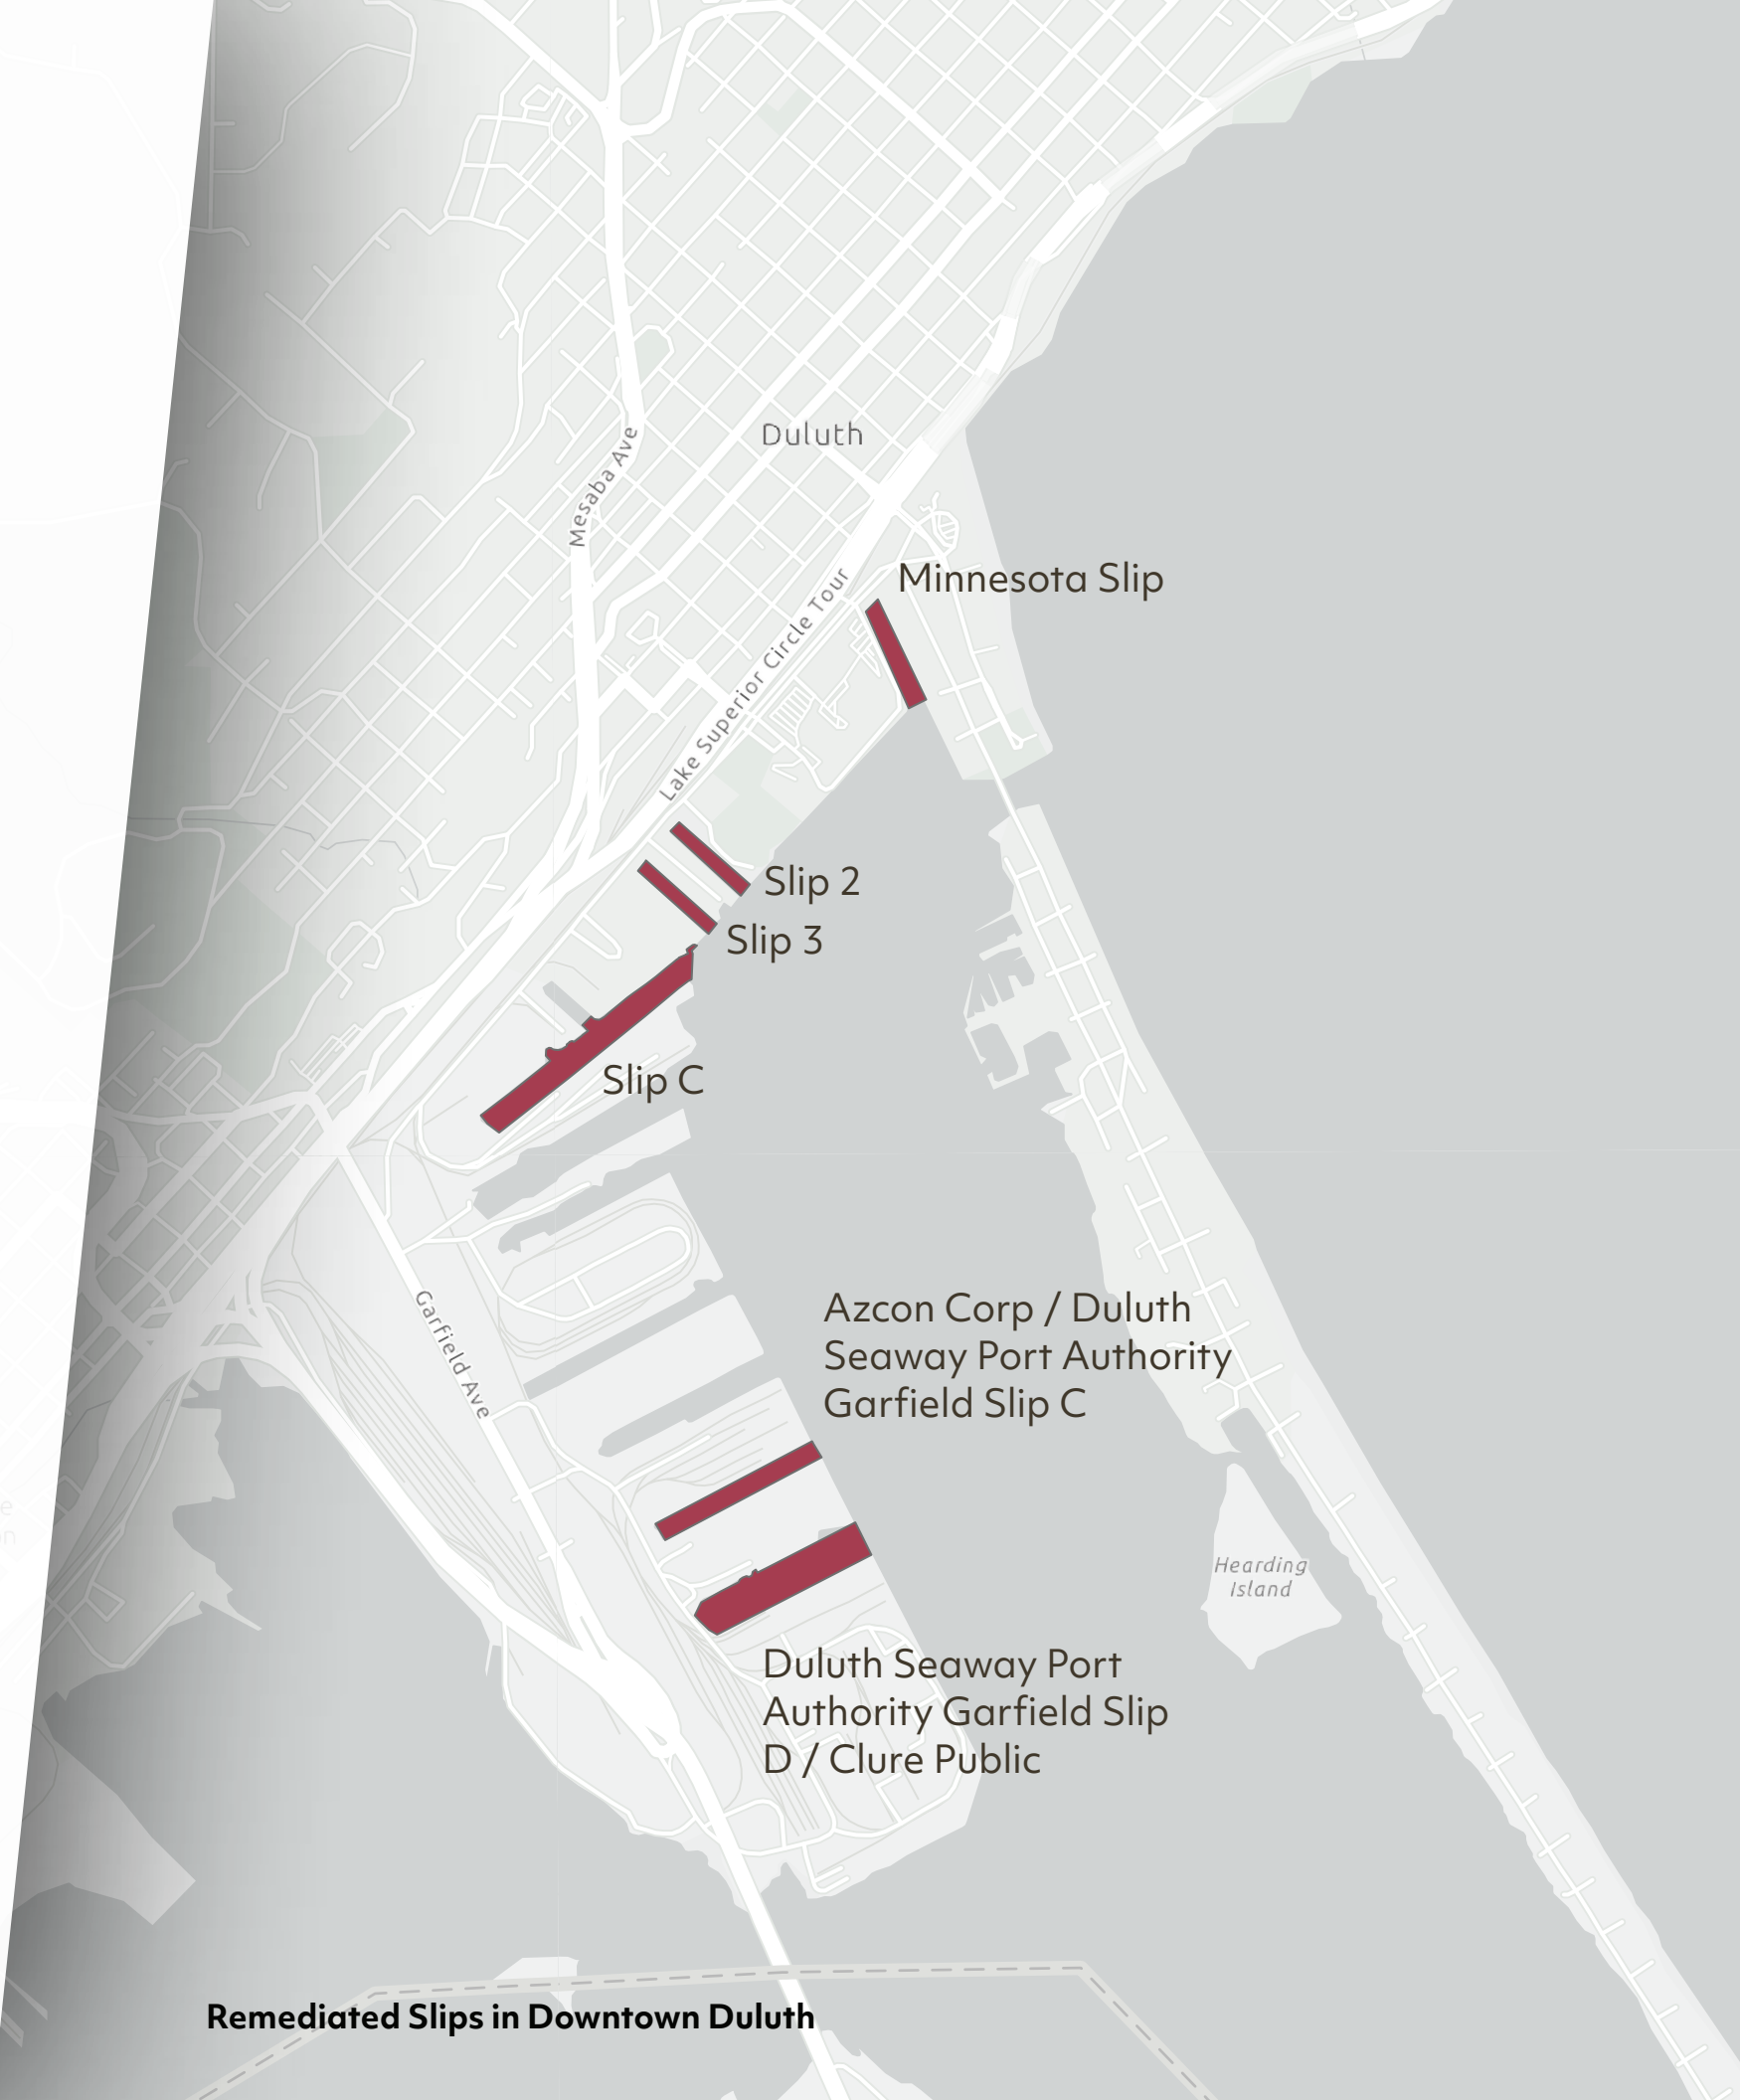 Duluth
Mesaba Ave
Minnesota Slip
Lake Superior Circle Tour
Slip 2
Slip 3
Slip C
Garfield Ave
Azcon Corp / Duluth
Seaway Port Authority
Garfield Slip C
Hearding
Island
Duluth Seaway Port
Authority Garfield Slip
D / Clure Public
Remediated Slips in Downtown Duluth